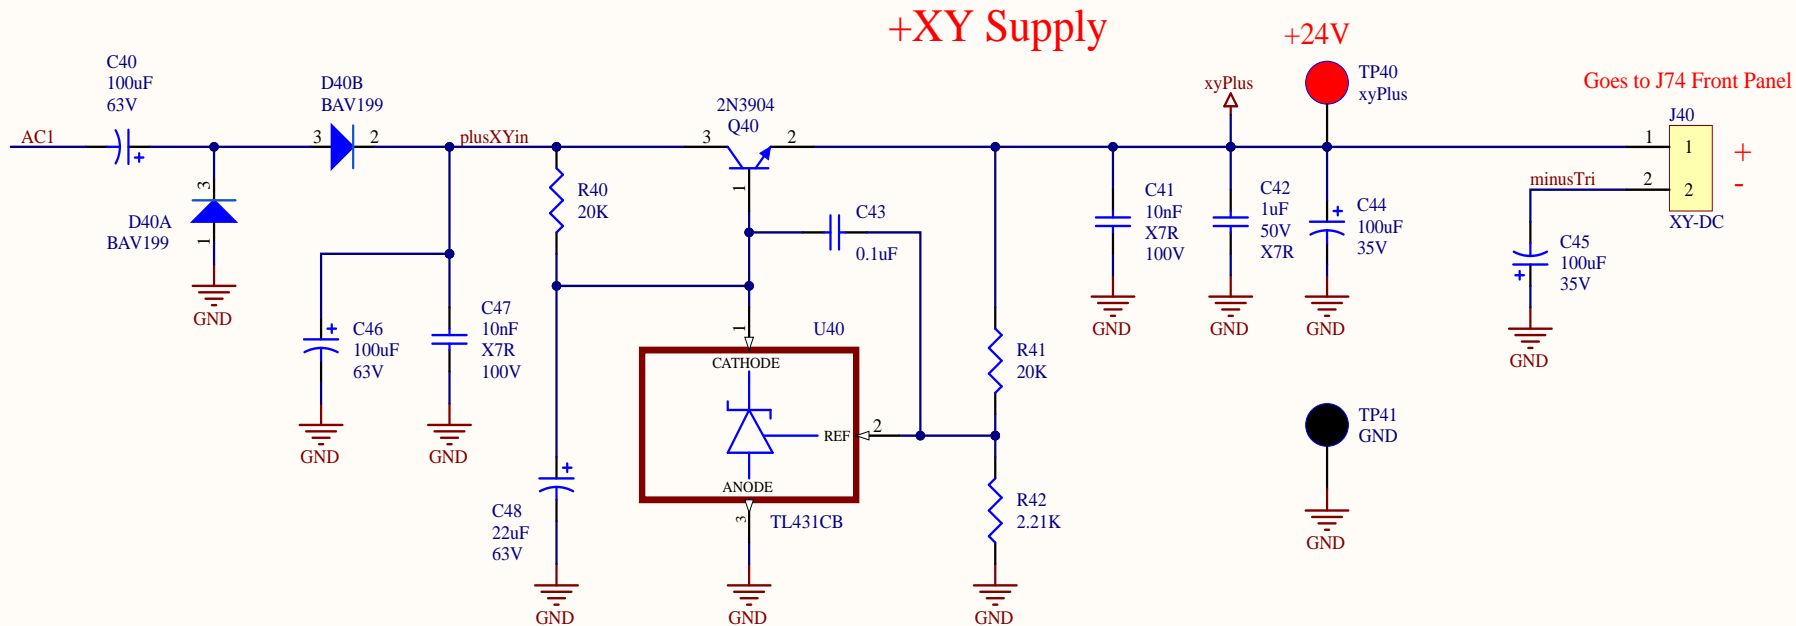 +XY Supply
+24V
Goes to J74 Front Panel
AC1
C40
100uF
63V
+
3
D40A
BAV199
1
GND
D40B
BAV199
3
2
plusXYin
C46
100uF
63V
+
GND
C47
10nF
X7R
100V
GND
R40
20K
2N3904
Q40
3
2
1
C43
0.1uF
C48
22uF
63V
+
GND
U40
1
CATHODE
REF
2
ANODE
3
TL431CB
GND
R41
20K
R42
2.21K
GND
C41
10nF
X7R
100V
GND
xyPlus
C42
1uF
50V
X7R
GND
TP40
xyPlus
C44
100uF
35V
+
GND
TP41
GND
GND
minusTri
C45
100uF
35V
+
GND
J40
1
1
2
2
XY-DC
+
-